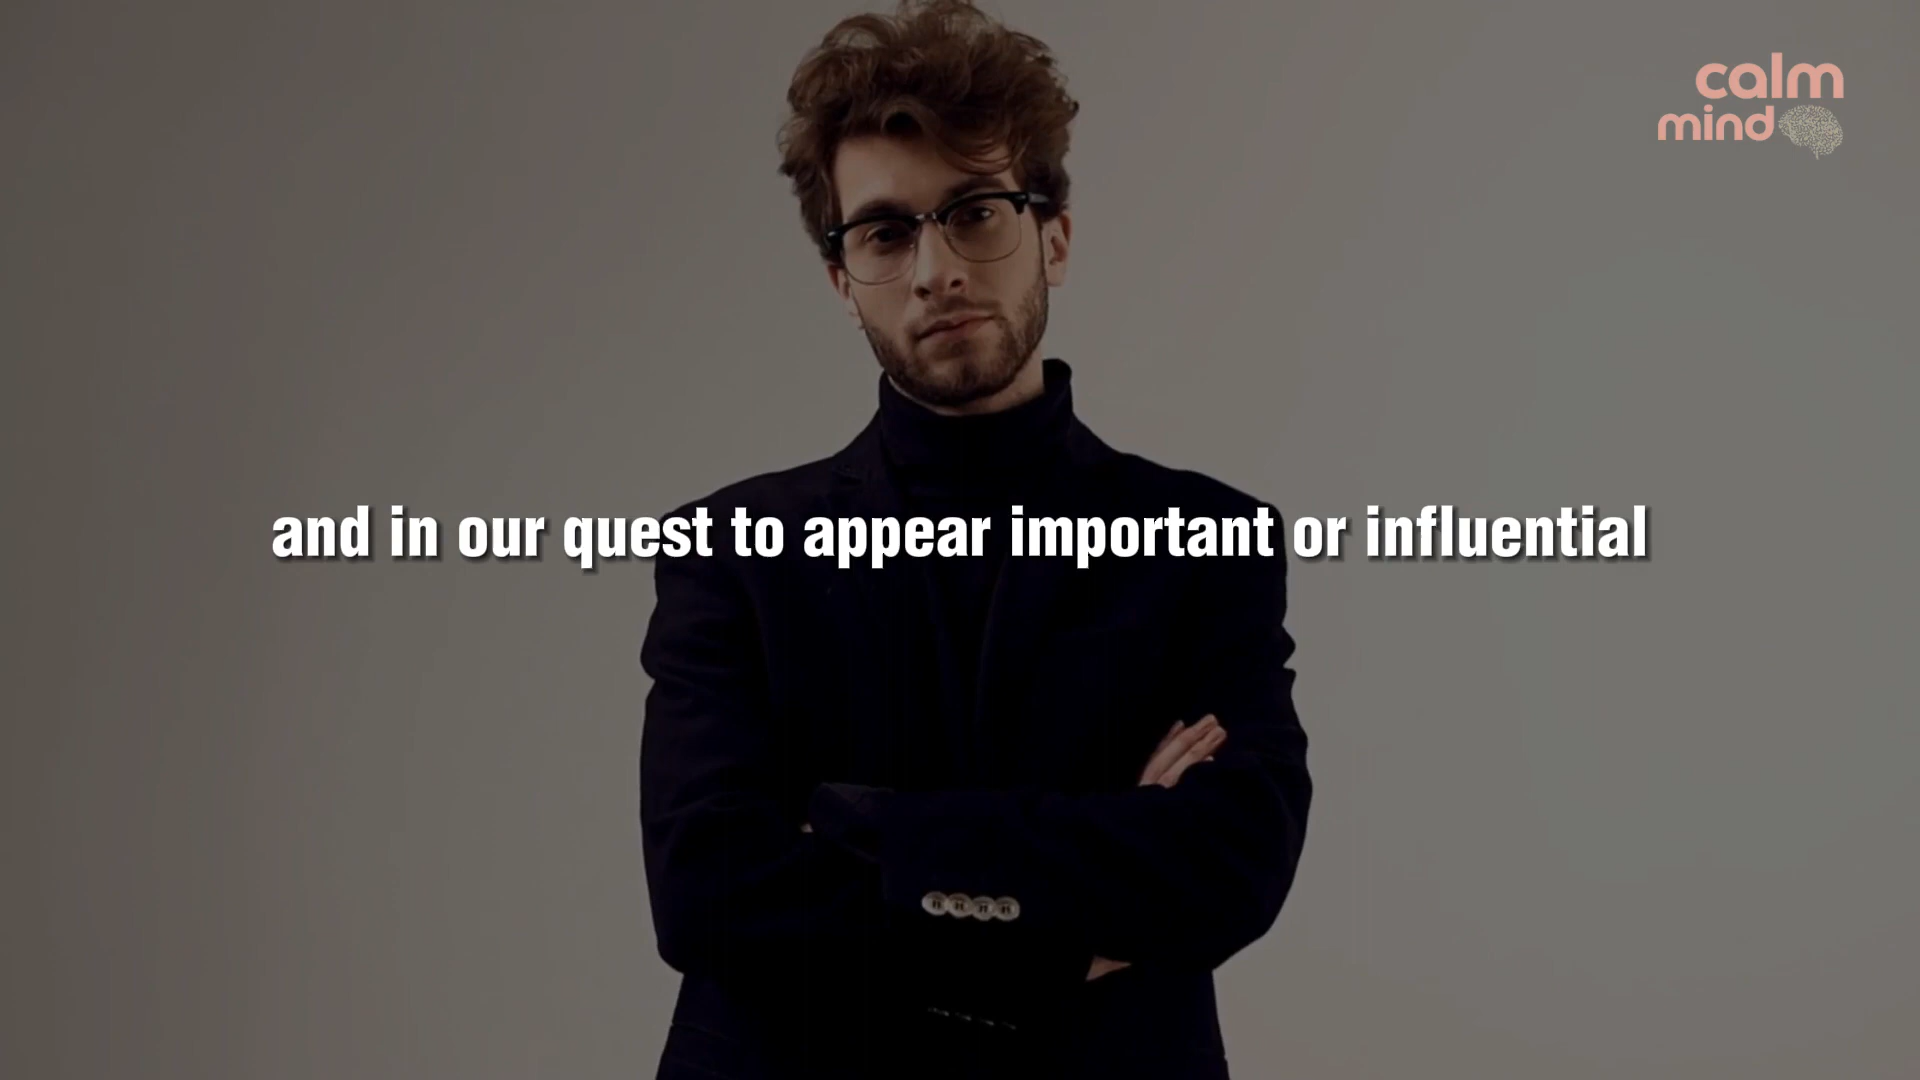 calm
mind
and in our quest to appear important or influential